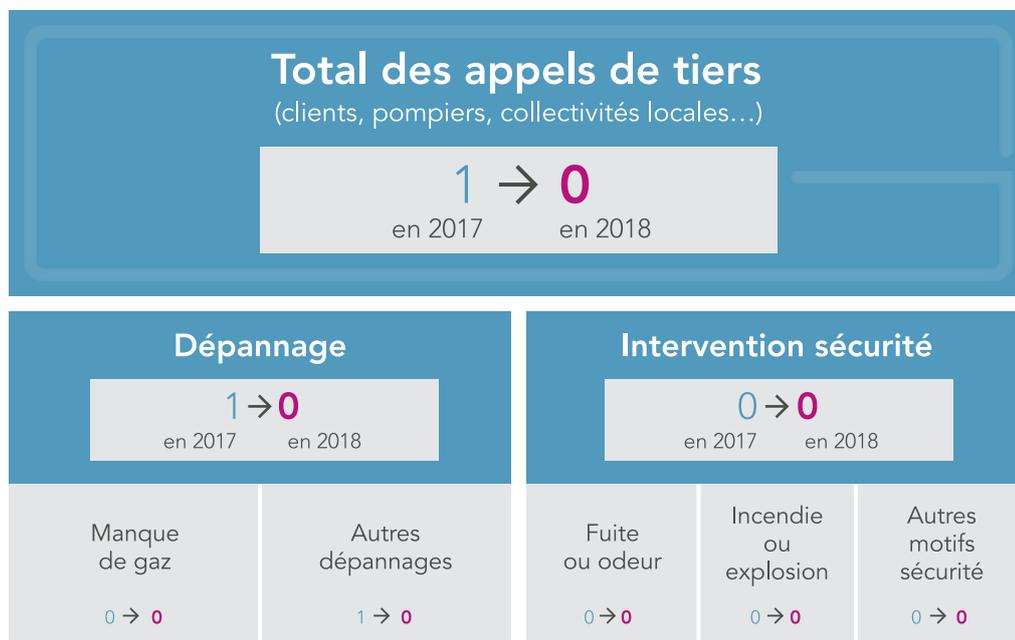 Total des appels de tiers
(clients, pompiers, collectivités locales…)
1 → 0
en 2017 en 2018
Dépannage
1 → 0
en 2017 en 2018
Manque
de gaz
0 → 0
Autres
dépannages
1 → 0
Intervention sécurité
0 → 0
en 2017 en 2018
Fuite
ou odeur
0 → 0
Incendie
ou
explosion
0 → 0
Autres
motifs
sécurité
0 → 0